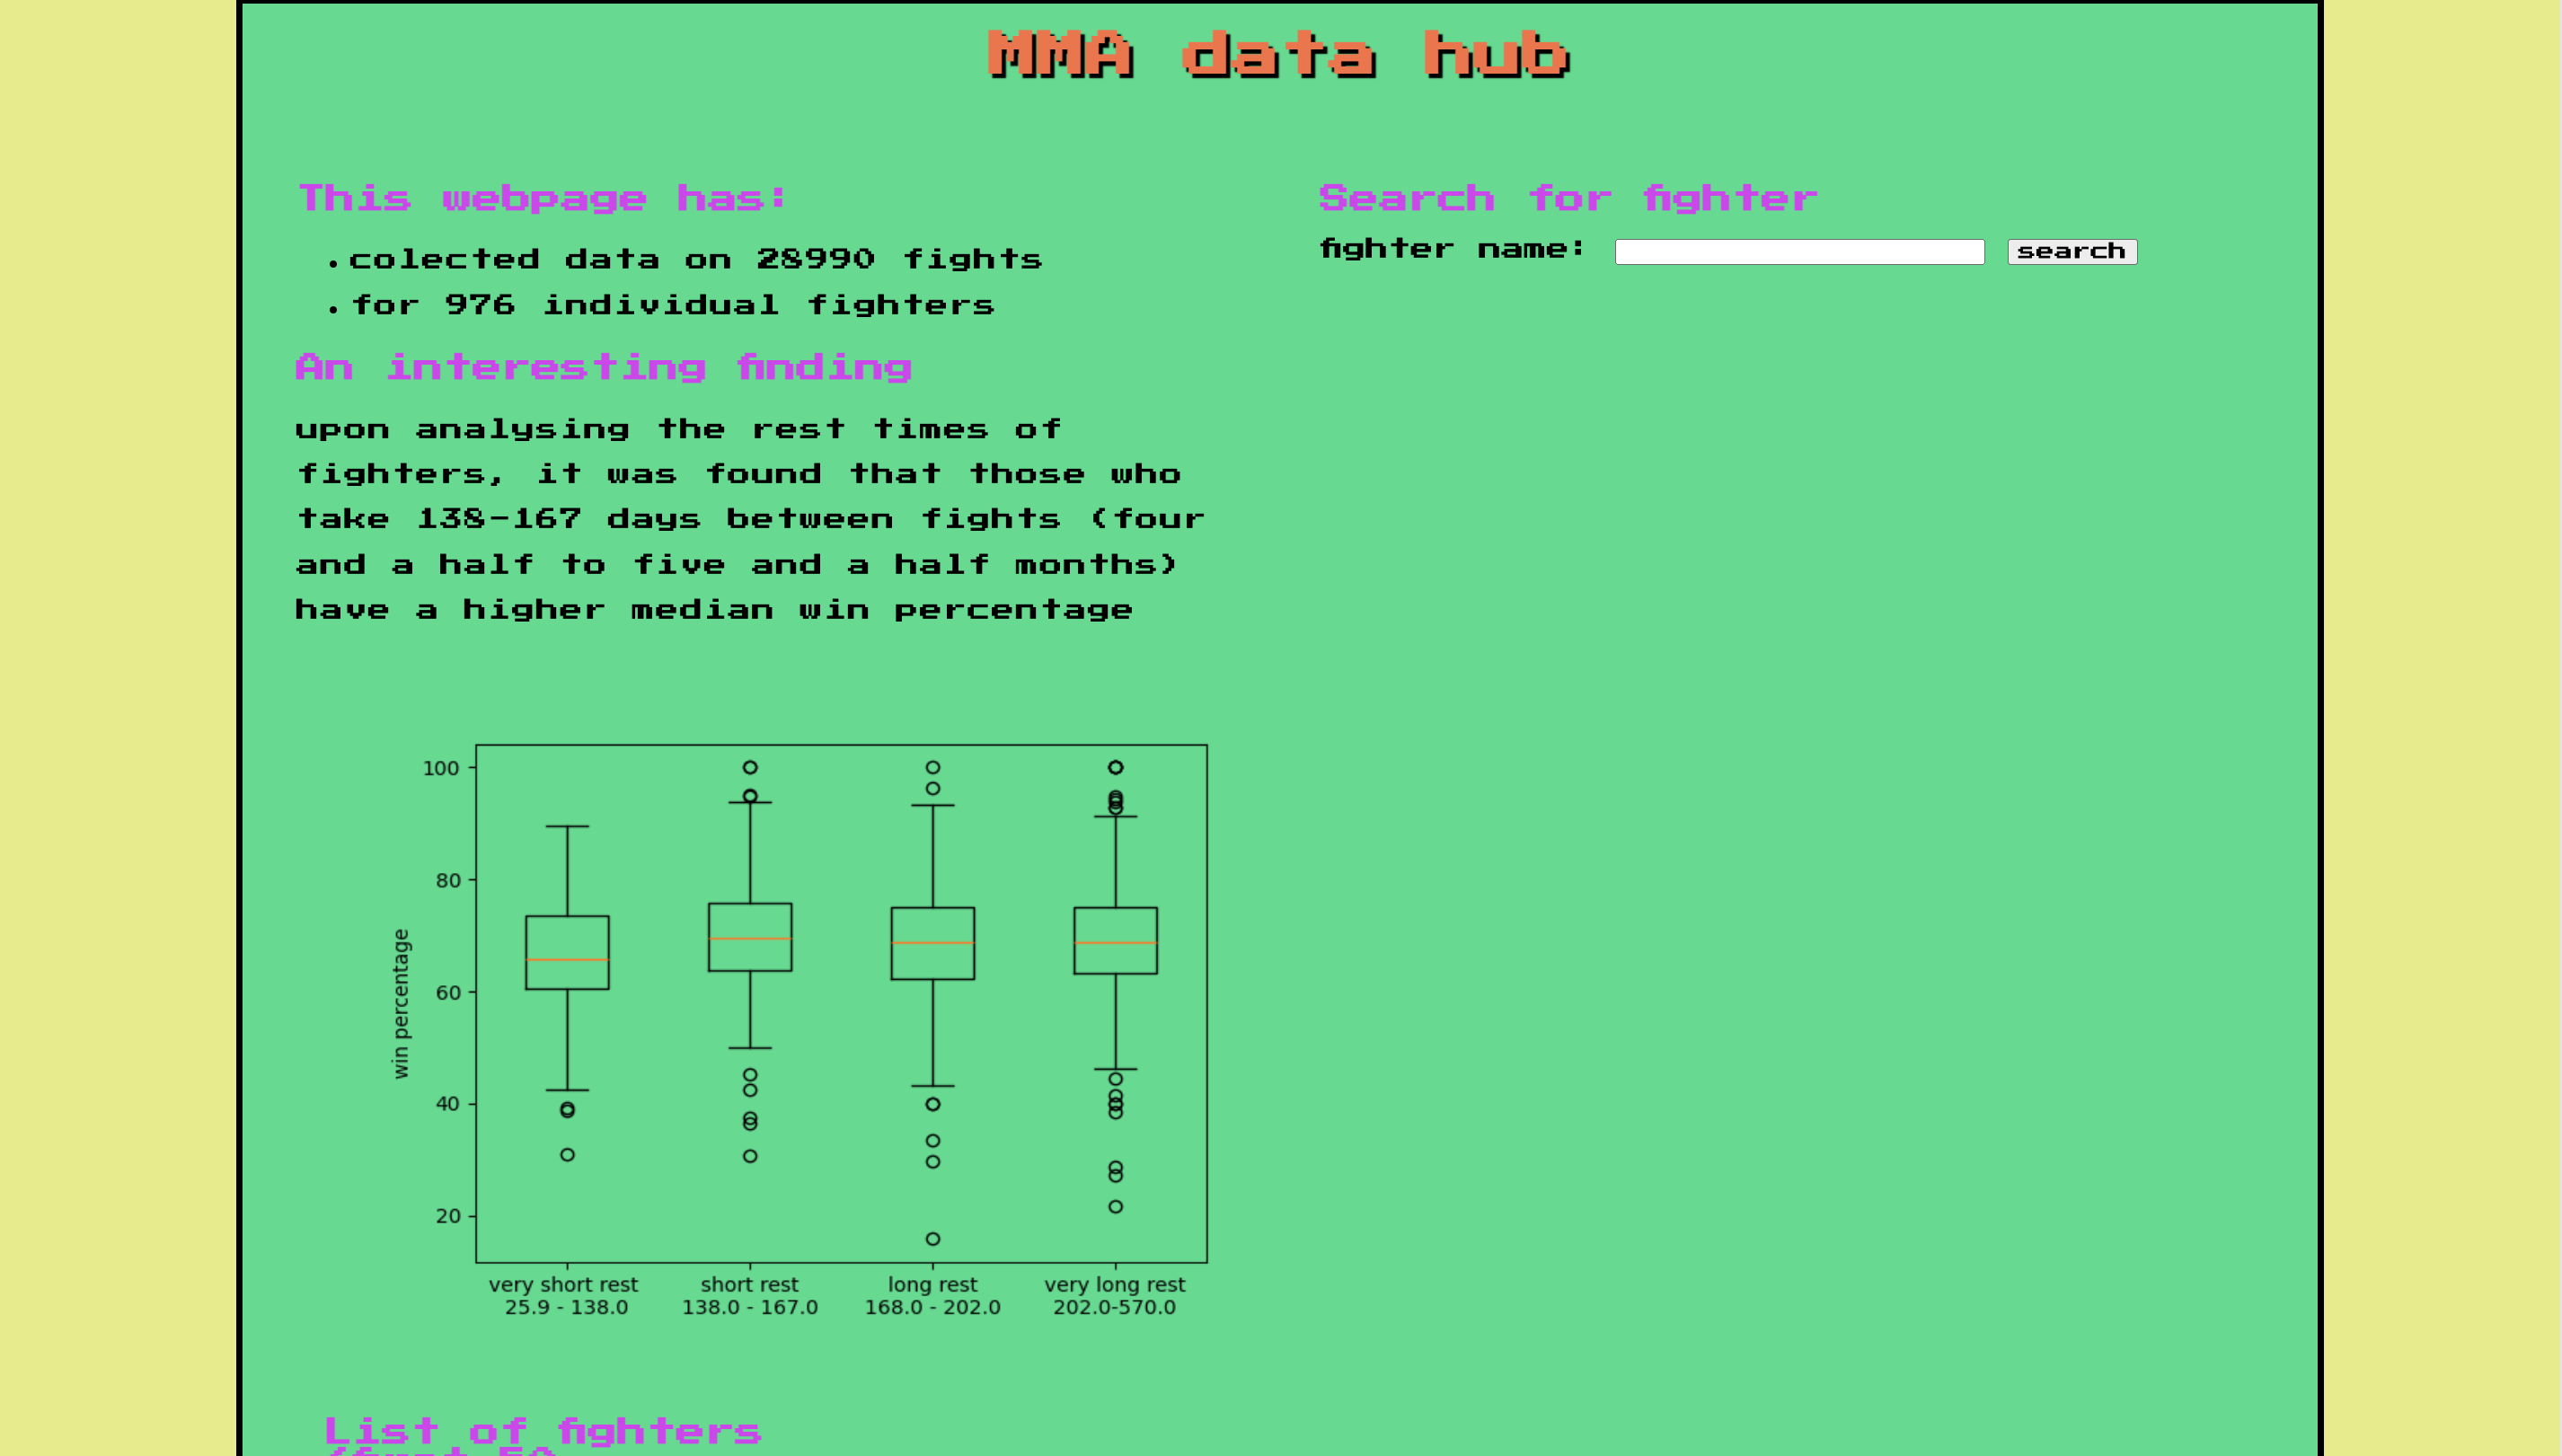 MMA data hub
This webpage has:
colected data on 28990 fights
for 976 individual fighters
An interesting finding
upon analysing the rest times of
fighters, it was found that those who
take 138-167 days between fights (four
and a half to five and a half months)
have a higher median win percentage
Search for fighter
fighter name:
search
100
80
60
40
20
win percentage
very short rest
25.9 - 138.0
short rest
138.0 - 167.0
long rest
168.0 - 202.0
very long rest
202.0-570.0
List of fighters